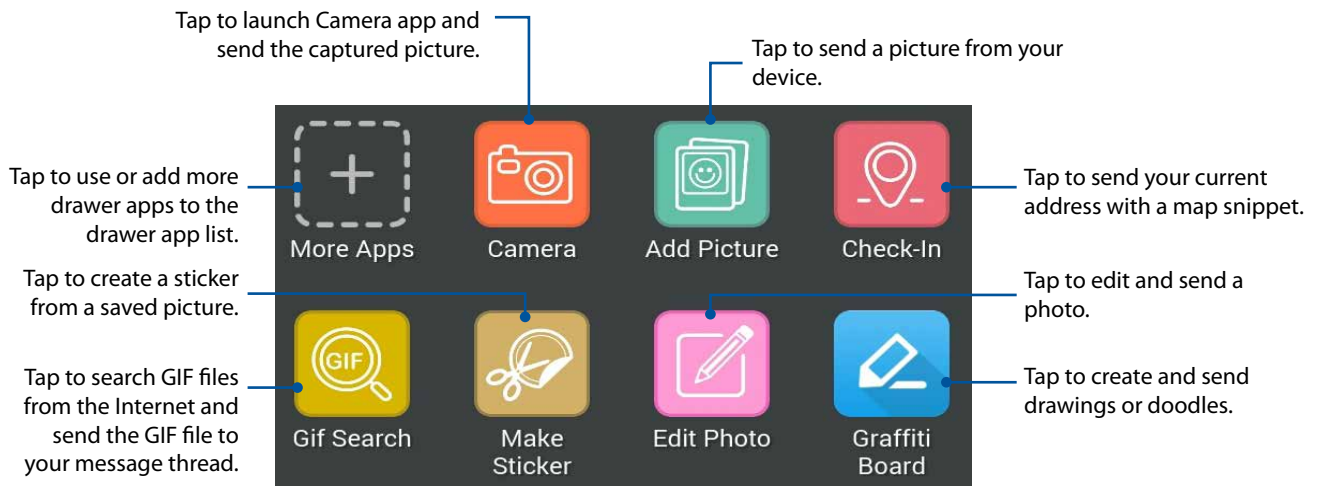 Tap to launch Camera app and
send the captured picture.
Tap to send a picture from your
device.
Tap to use or add more
drawer apps to the
drawer app list.
More Apps
Camera
Add Picture
Check-In
Tap to send your current
address with a map snippet.
Tap to create a sticker
from a saved picture.
Tap to edit and send a
photo.
Tap to search GIF files
from the Internet and
send the GIF file to
your message thread.
GIF
Gif Search
Make
Sticker
Edit Photo
Graffiti
Board
Tap to create and send
drawings or doodles.